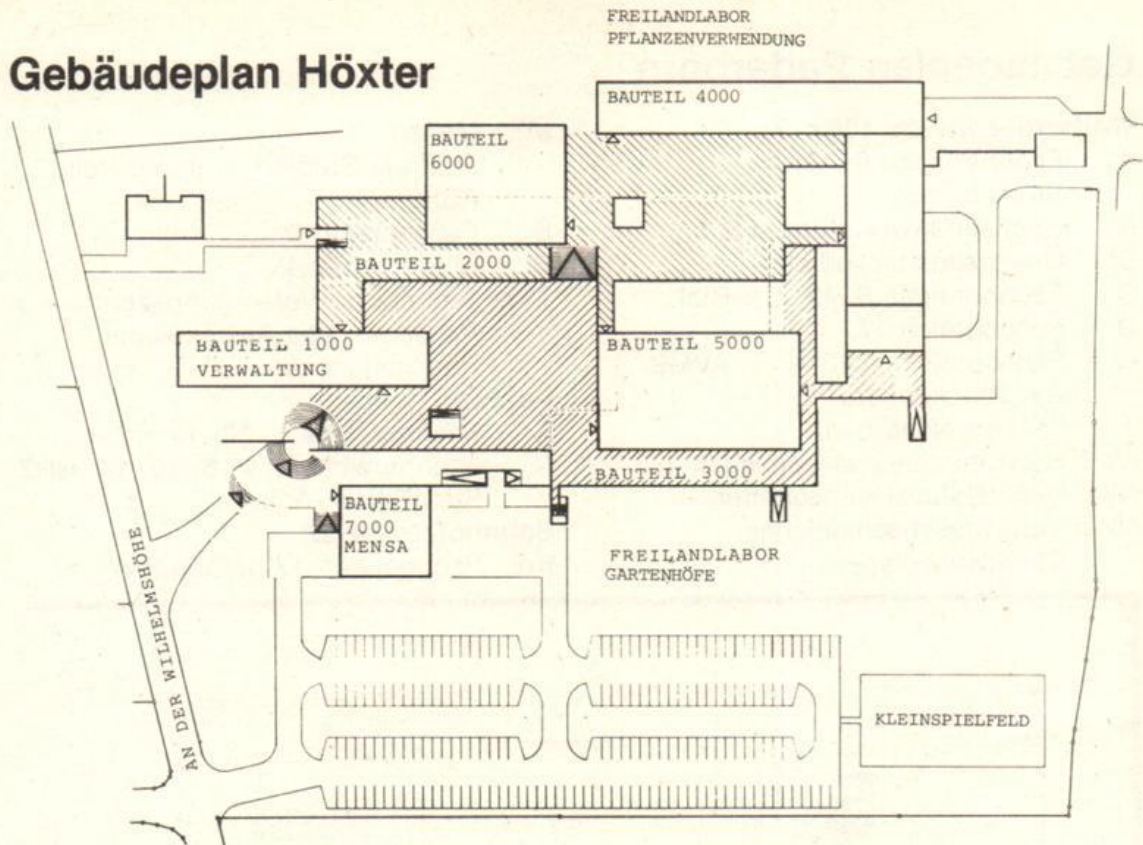 FREILANDLABOR
PFLANZENVERWENDUNG
Gebäudeplan Höxter
BAUTEIL 4000
BAUTEIL
6000
BAUTEIL 2000
BAUTEIL 1000
VERWALTUNG
BAUTEIL 5000
BAUTEIL 3000
BAUTEIL
7000
MENSA
FREILANDLABOR
GARTENHÖFE
AN DER WILHELMSHÖHE
KLEINSPIELFELD